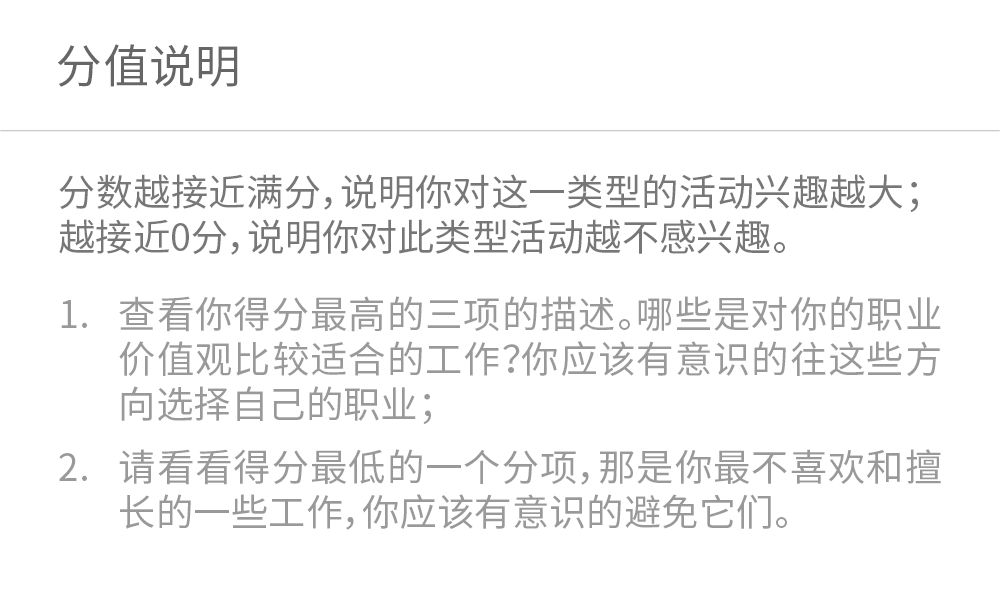 分值说明
分数越接近满分，说明你对这一类型的活动兴趣越大；
越接近0分，说明你对此类型活动越不感兴趣。
1. 查看你得分最高的三项的描述。哪些是对你的职业
价值观比较适合的工作？你应该有意识的往这些方
向选择自己的职业；
2. 请看看得分最低的一个分项，那是你最不喜欢和擅
长的一些工作，你应该有意识的避免它们。